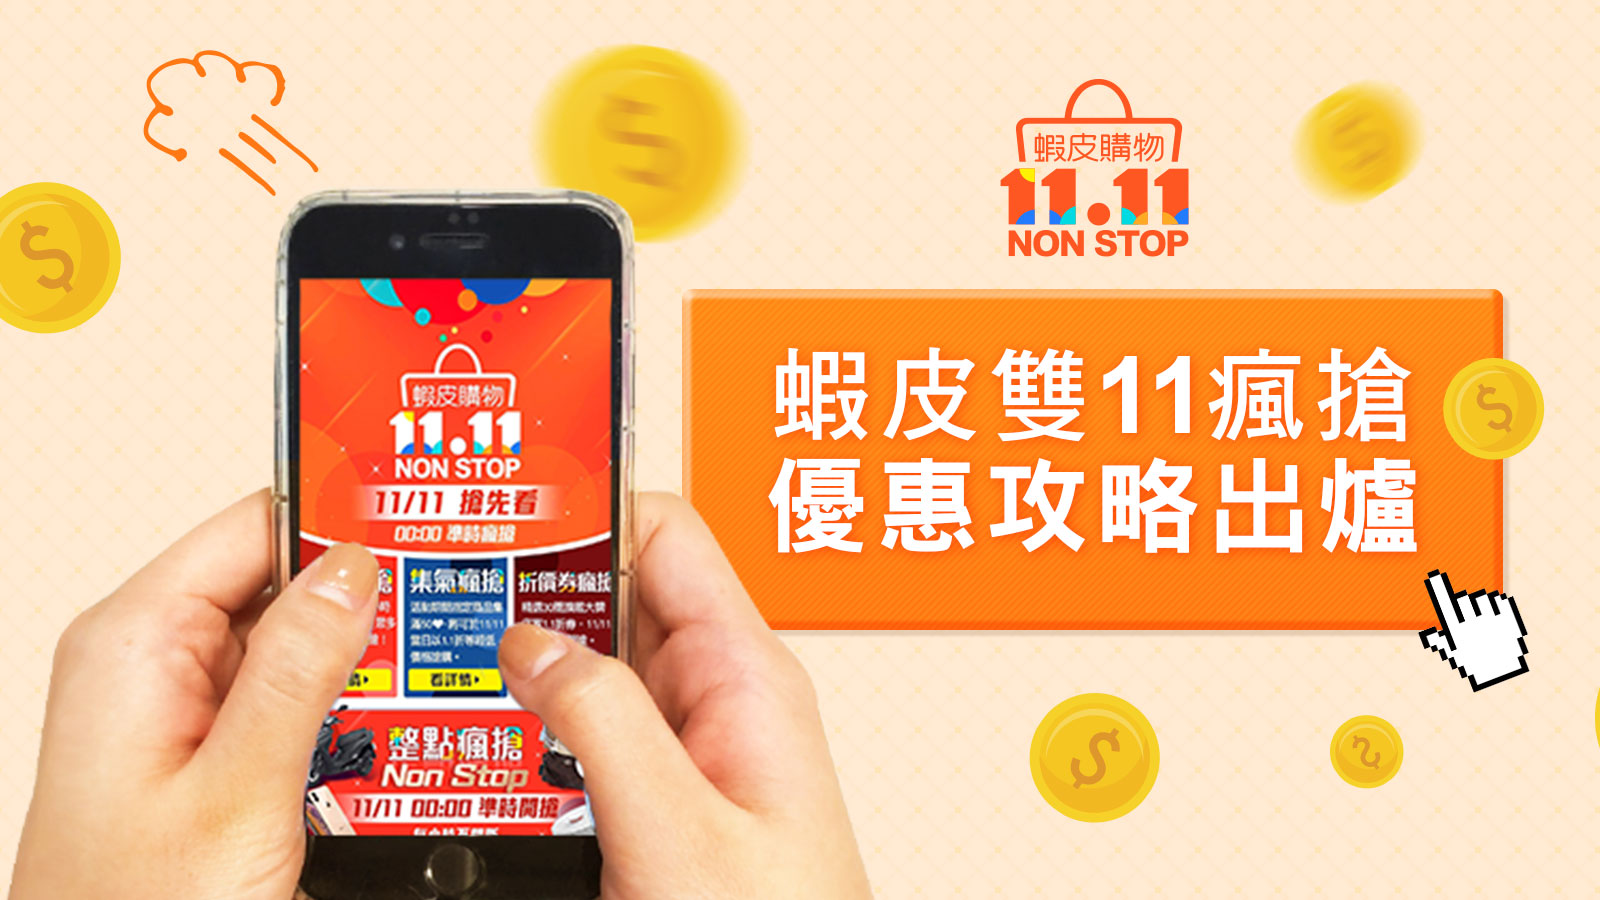 蝦皮購物
11.11
NON STOP
蝦皮雙11瘋搶
優惠攻略出爐
蝦皮購物
11.11
NON STOP
11/11 搶先看
00:00 準時瘋搶
集氣瘋搶
滿50❤
看詳情▸
折價券瘋搶
整點瘋搶
Non Stop
11/11 00:00 準時開搶